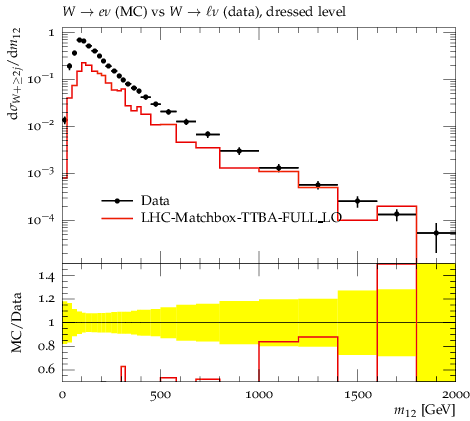 W → eν (MC) vs W → ℓν (data), dressed level
dσ_{W+≥2j}/dm₁₂
1
10⁻¹
10⁻²
10⁻³
10⁻⁴
Data
LHC-Matchbox-TTBA-FULL_LO
MC/Data
1.4
1.2
1
0.8
0.6
0 500 1000 1500 2000
m₁₂ [GeV]